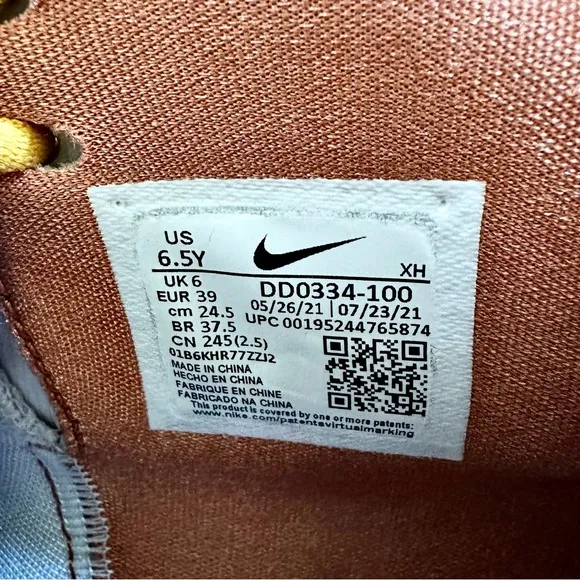 US
6.5Y
XH
UK 6
EUR 39
cm 24.5
BR 37.5
CN 245(2.5)
DD0334-100
05/26/21 | 07/23/21
UPC 00195244765874
01B6KHR77ZZJ2
MADE IN CHINA
HECHO EN CHINA
FABRIQUE EN CHINE
FABRICADO NA CHINA
This product is covered by one or more patents:
www.nike.com/patentsvirtualmarking